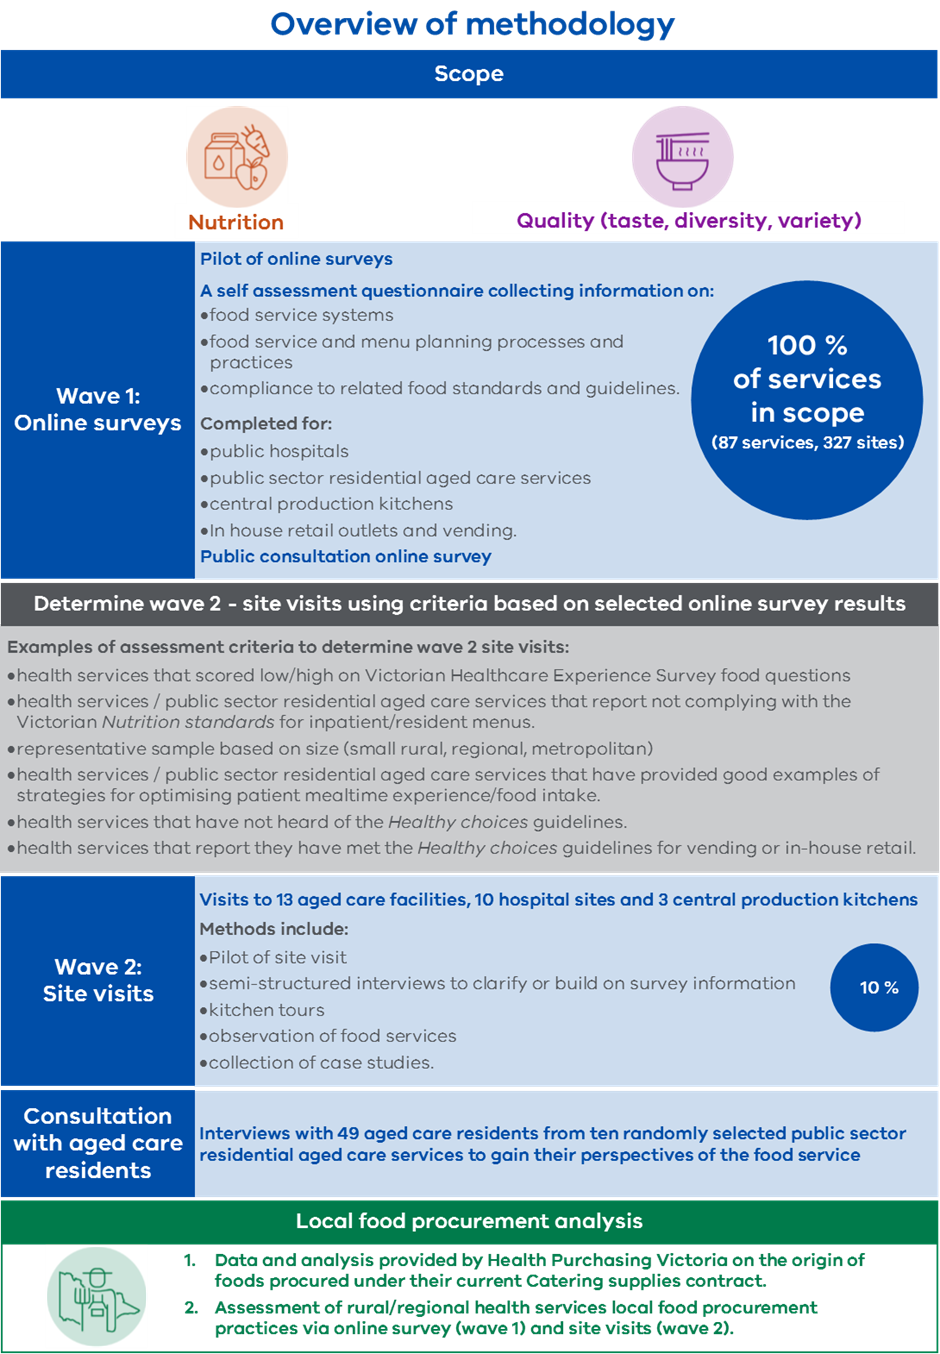 Overview of methodology
Scope
Nutrition
Quality (taste, diversity, variety)
Wave 1:
Online surveys
Pilot of online surveys
A self assessment questionnaire collecting information on:
•food service systems
•food service and menu planning processes and
practices
•compliance to related food standards and guidelines.
Completed for:
•public hospitals
•public sector residential aged care services
•central production kitchens
•In house retail outlets and vending.
Public consultation online survey
100 %
of services
in scope
(87 services, 327 sites)
Determine wave 2 - site visits using criteria based on selected online survey results
Examples of assessment criteria to determine wave 2 site visits:
•health services that scored low/high on Victorian Healthcare Experience Survey food questions
•health services / public sector residential aged care services that report not complying with the
Victorian Nutrition standards for inpatient/resident menus.
•representative sample based on size (small rural, regional, metropolitan)
•health services / public sector residential aged care services that have provided good examples of
strategies for optimising patient mealtime experience/food intake.
•health services that have not heard of the Healthy choices guidelines.
•health services that report they have met the Healthy choices guidelines for vending or in-house retail.
Wave 2:
Site visits
Visits to 13 aged care facilities, 10 hospital sites and 3 central production kitchens
Methods include:
•Pilot of site visit
•semi-structured interviews to clarify or build on survey information
•kitchen tours
•observation of food services
•collection of case studies.
10 %
Consultation
with aged care
residents
Interviews with 49 aged care residents from ten randomly selected public sector
residential aged care services to gain their perspectives of the food service
Local food procurement analysis
1. Data and analysis provided by Health Purchasing Victoria on the origin of
foods procured under their current Catering supplies contract.
2. Assessment of rural/regional health services local food procurement
practices via online survey (wave 1) and site visits (wave 2).